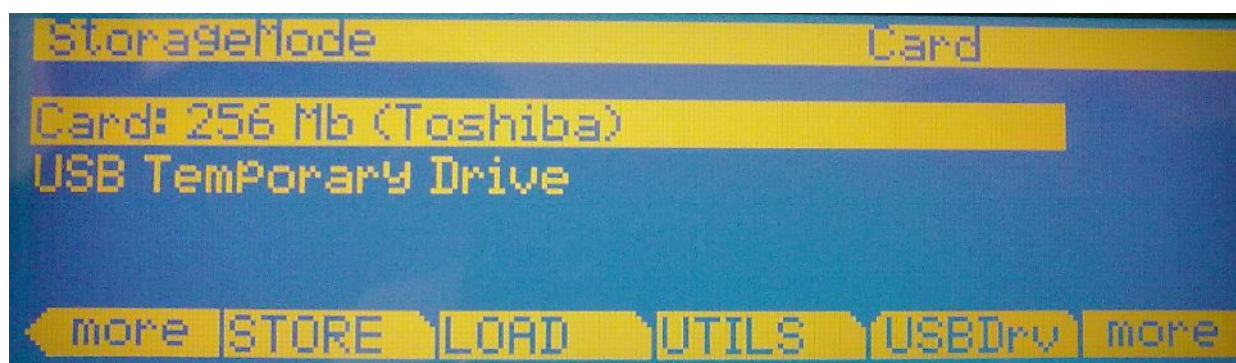 StorageMode Card
Card: 256 Mb (Toshiba)
USB Temporary Drive
more STORE LOAD UTILS USBDrv more